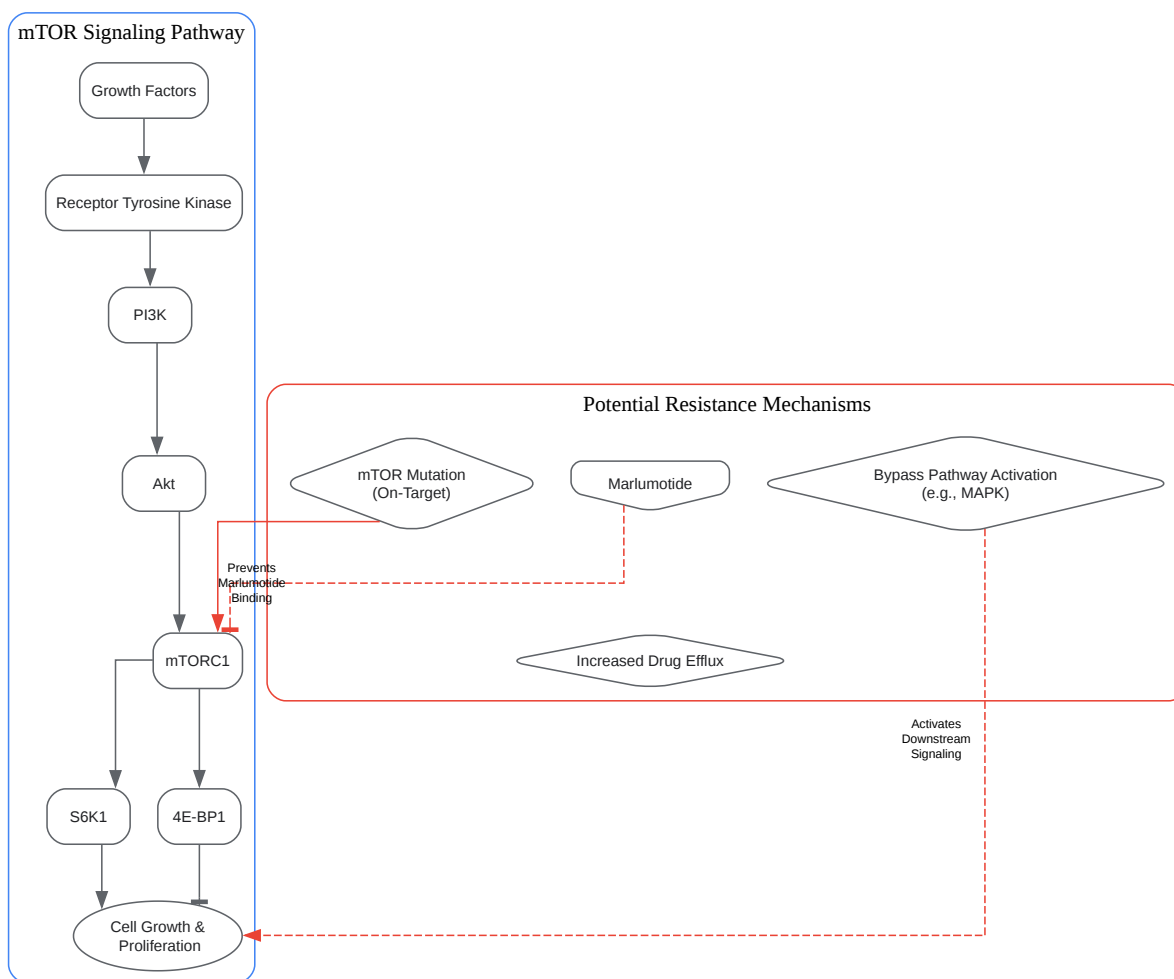 mTOR Signaling Pathway
Growth Factors
Receptor Tyrosine Kinase
PI3K
Potential Resistance Mechanisms
mTOR Mutation
(On-Target)
Marlumotide
Bypass Pathway Activation
(e.g., MAPK)
Akt
Prevents
Marlumotide
Binding
mTORC1
Increased Drug Efflux
Activates
Downstream
Signaling
S6K1
4E-BP1
Cell Growth &
Proliferation